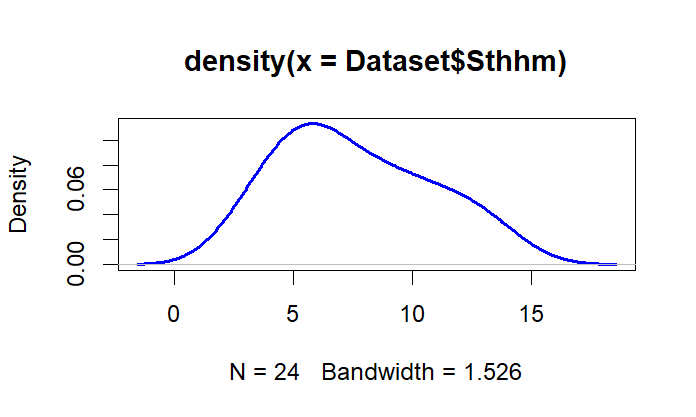 density(x = Dataset$Sthhm)
Density
0.06
0.00
0 5 10 15
N = 24 Bandwidth = 1.526